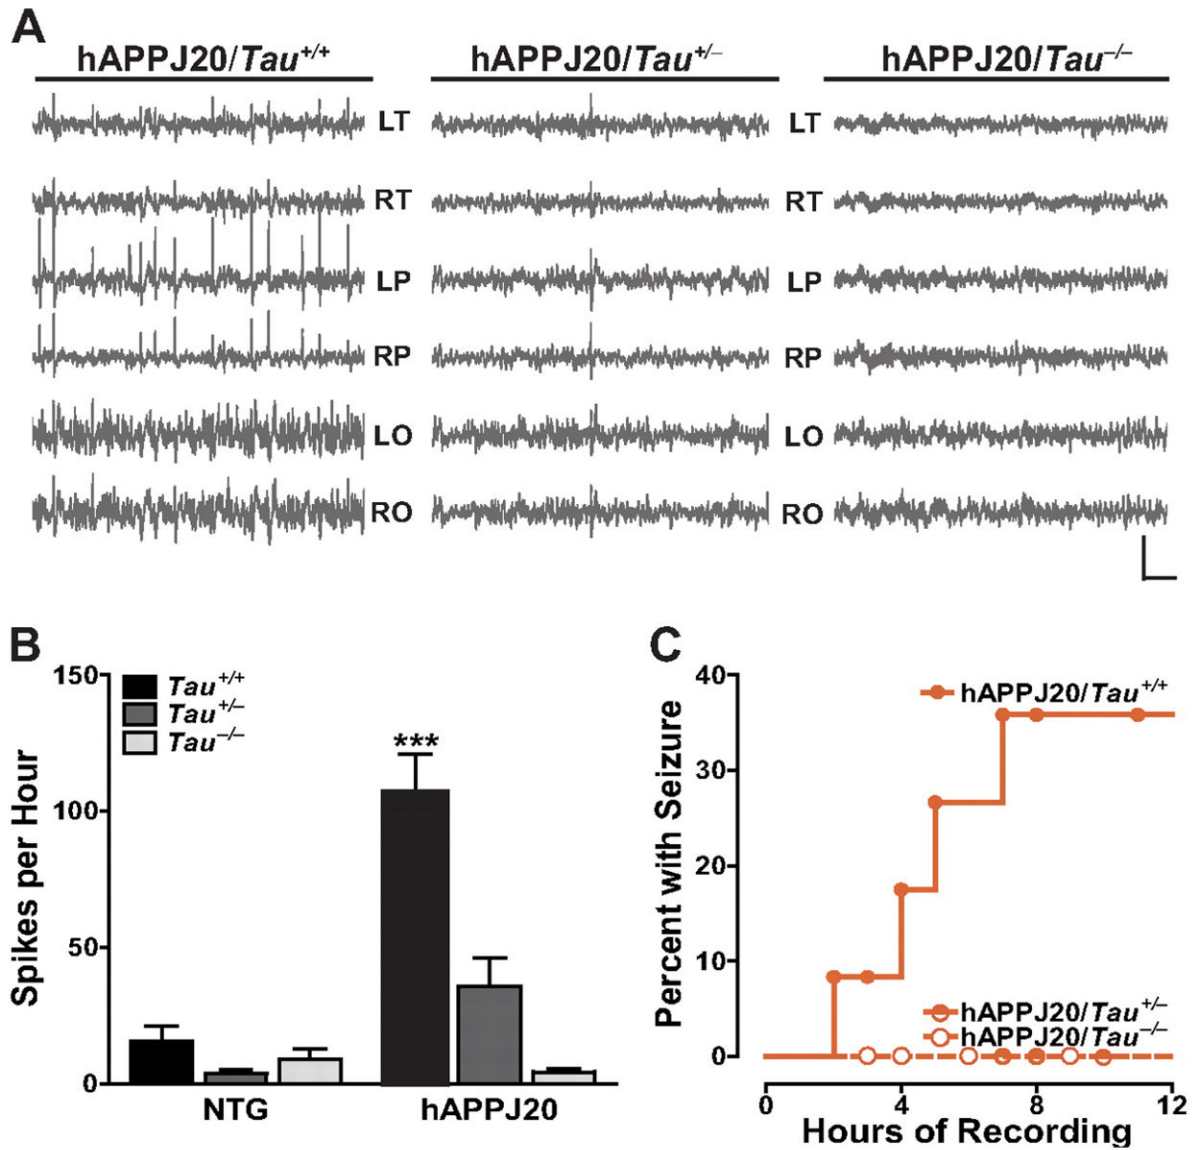 A
hAPPJ20/Tau+/+ hAPPJ20/Tau+/– hAPPJ20/Tau–/–
LT LT
RT RT
LP LP
RP RP
LO LO
RO RO
B
150
100
50
0
Spikes per Hour
Tau+/+
Tau+/–
Tau–/–
***
NTG hAPPJ20
C
40
30
20
10
0
Percent with Seizure
hAPPJ20/Tau+/+
hAPPJ20/Tau+/–
hAPPJ20/Tau–/–
0 4 8 12
Hours of Recording